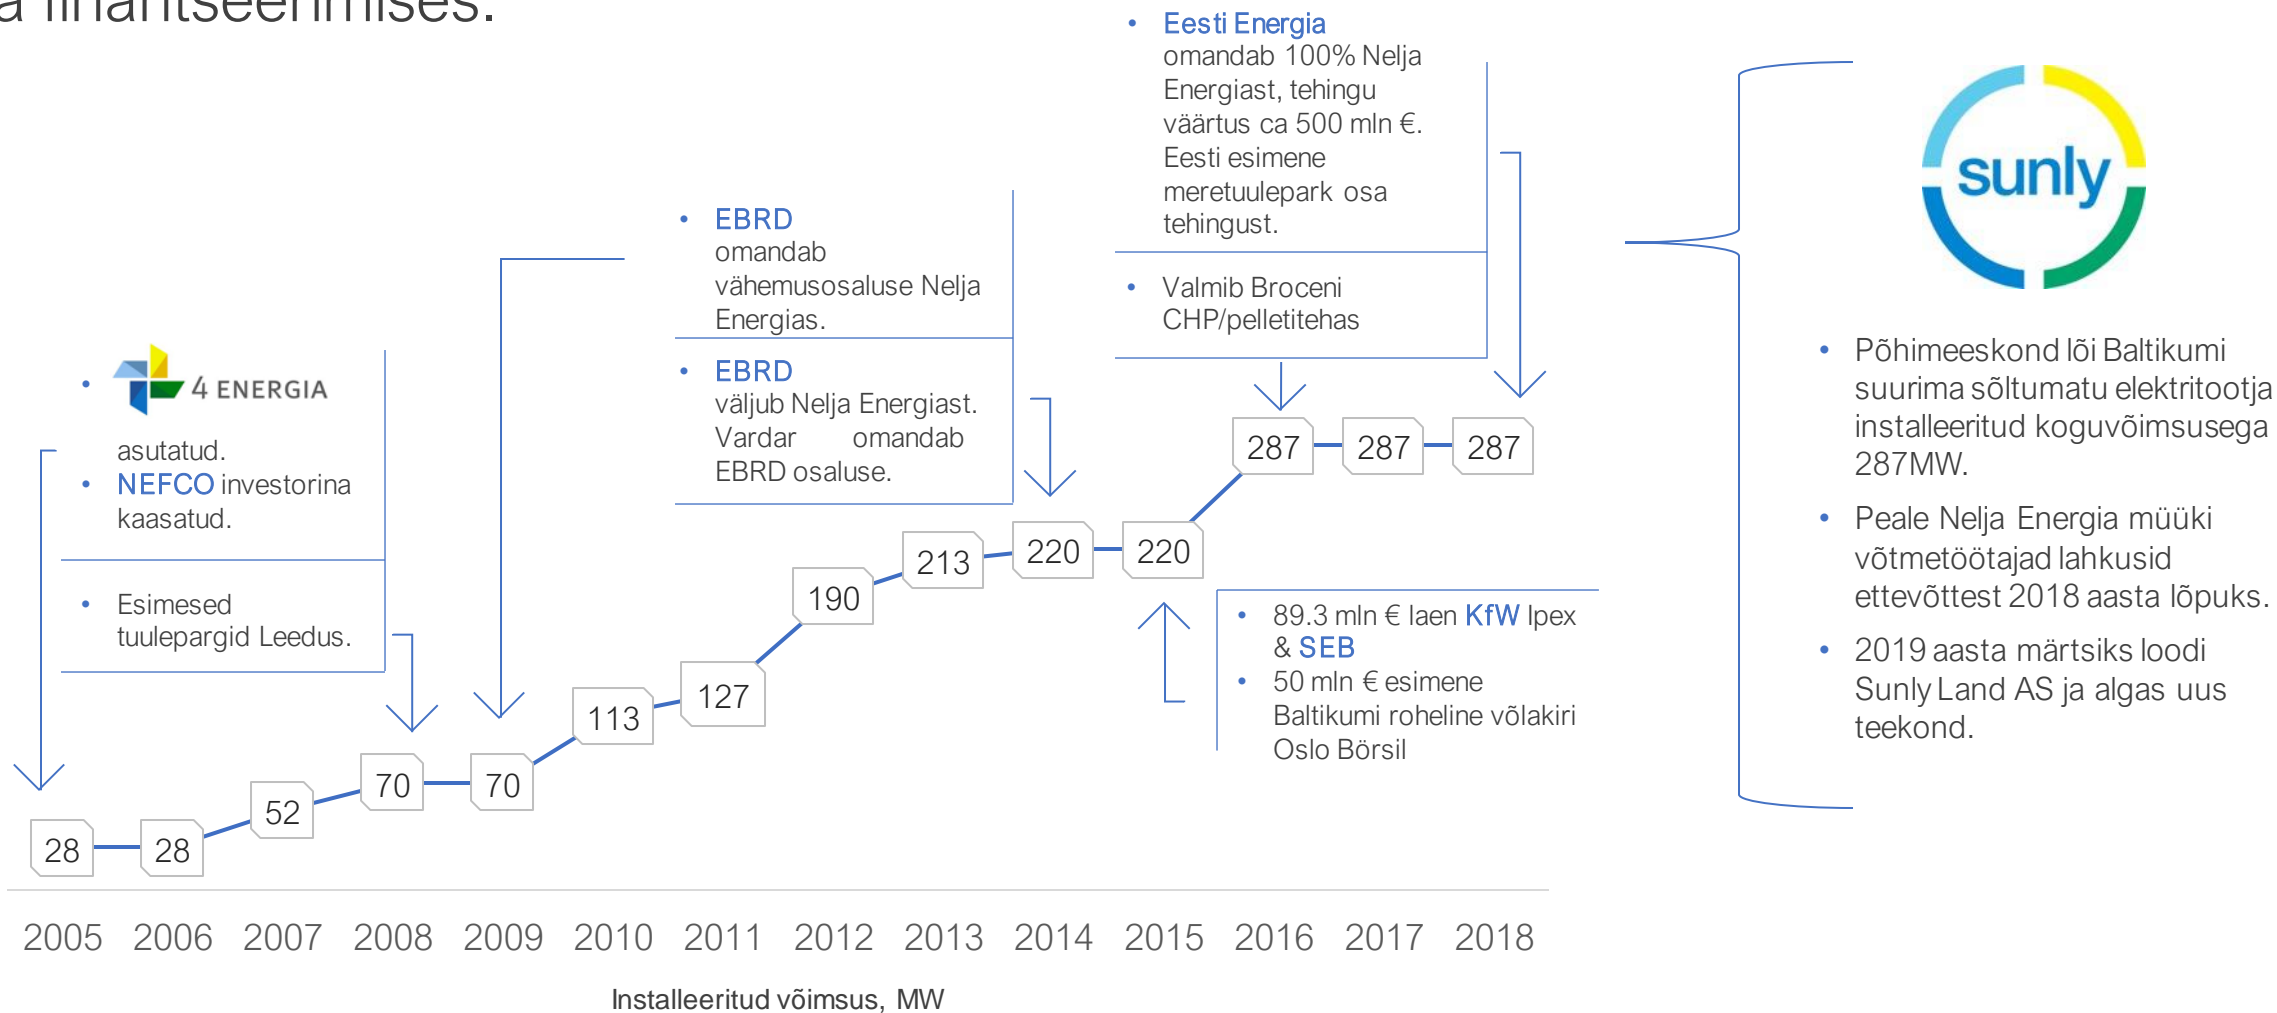 a finantseerimises.
4 ENERGIA
asutatud.
NEFCO investorina
kaasatud.
Esimesed
tuulepargid Leedus.
EBRD
omandab
vähemusosaluse Nelja
Energias.
EBRD
väljub Nelja Energiast.
Vardar omandab
EBRD osaluse.
Eesti Energia
omandab 100% Nelja
Energiast, tehingu
väärtus ca 500 mln €.
Eesti esimene
meretuulepark osa
tehingust.
Valmib Broceni
CHP/pelletitehas
89.3 mln € laen KfW Ipex
& SEB
50 mln € esimene
Baltikumi roheline võlakiri
Oslo Börsil
28 28 52 70 70 113 127 190 213 220 220 287 287 287
2005 2006 2007 2008 2009 2010 2011 2012 2013 2014 2015 2016 2017 2018
Installeeritud võimsus, MW
sunly
Põhimeeskond lõi Baltikumi
suurima sõltumatu elektritootja
installeeritud koguvõimsusega
287MW.
Peale Nelja Energia müüki
võtmetöötajad lahkusid
ettevõttest 2018 aasta lõpuks.
2019 aasta märtsiks loodi
Sunly Land AS ja algas uus
teekond.